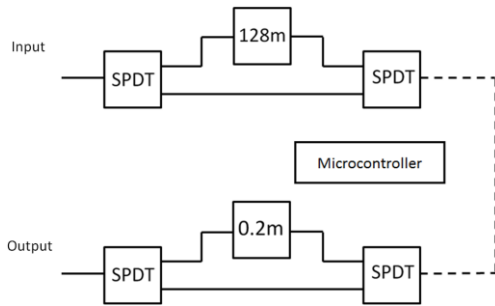 Input
128m
SPDT
SPDT
Microcontroller
Output
0.2m
SPDT
SPDT